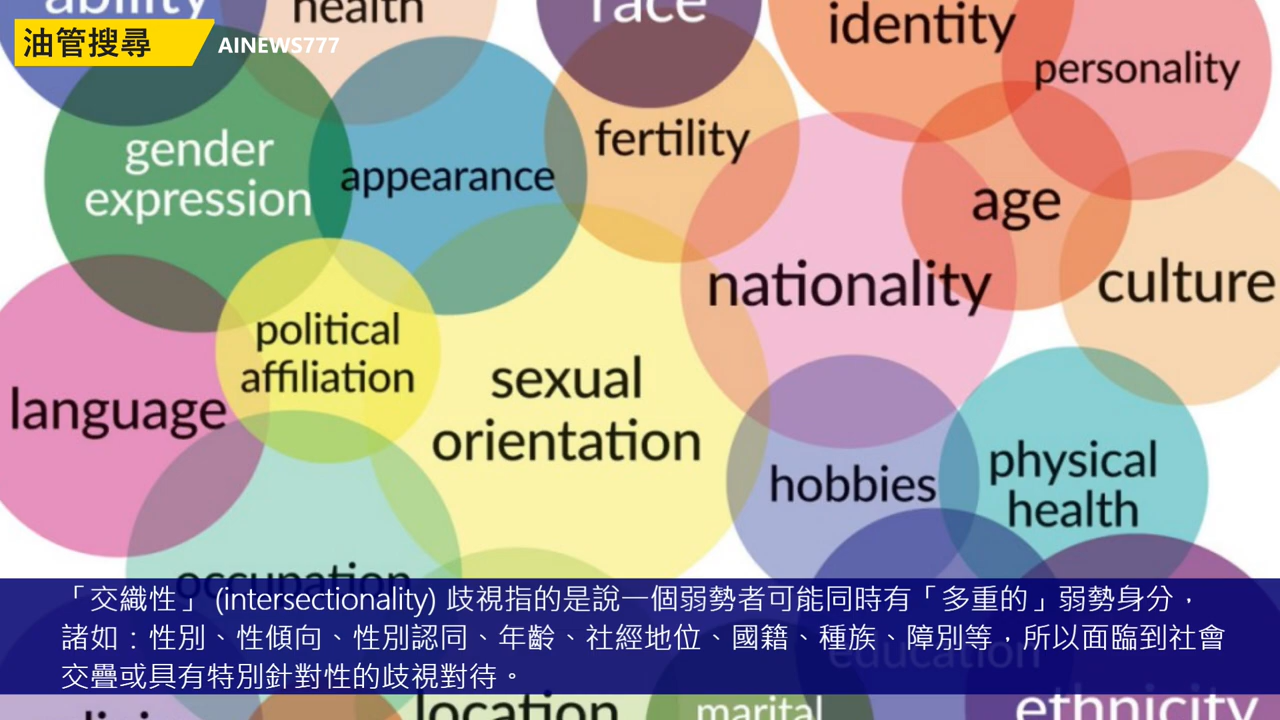 ability
health
race
identity
油管搜尋
AINEWS777
personality
gender
expression
appearance
fertility
age
nationality
culture
political
affiliation
language
sexual
orientation
hobbies
physical
health
occupation
「交織性」 (intersectionality) 歧視指的是說一個弱勢者可能同時有「多重的」弱勢身分，
諸如：性別、性傾向、性別認同、年齡、社經地位、國籍、種族、障別等，所以面臨到社會
交疊或具有特別針對性的歧視對待。
education
location
marital
ethnicity